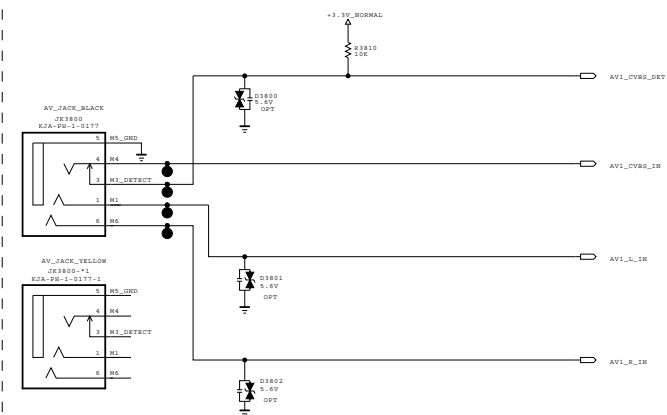 +3.3V_NORMAL
R3810
10K
AV1_CVBS_DET
D3800
5.6V
OPT
AV_JACK_BLACK
JK3800
KJA-PH-1-0177
5 M5_GND
4 M4
AV1_CVBS_IN
3 M3_DETECT
1 M1
6 M6
AV1_L_IN
AV_JACK_YELLOW
JK3800-*1
KJA-PH-1-0177-1
D3801
5.6V
OPT
5 M5_GND
4 M4
3 M3_DETECT
1 M1
AV1_R_IN
6 M6
D3802
5.6V
OPT